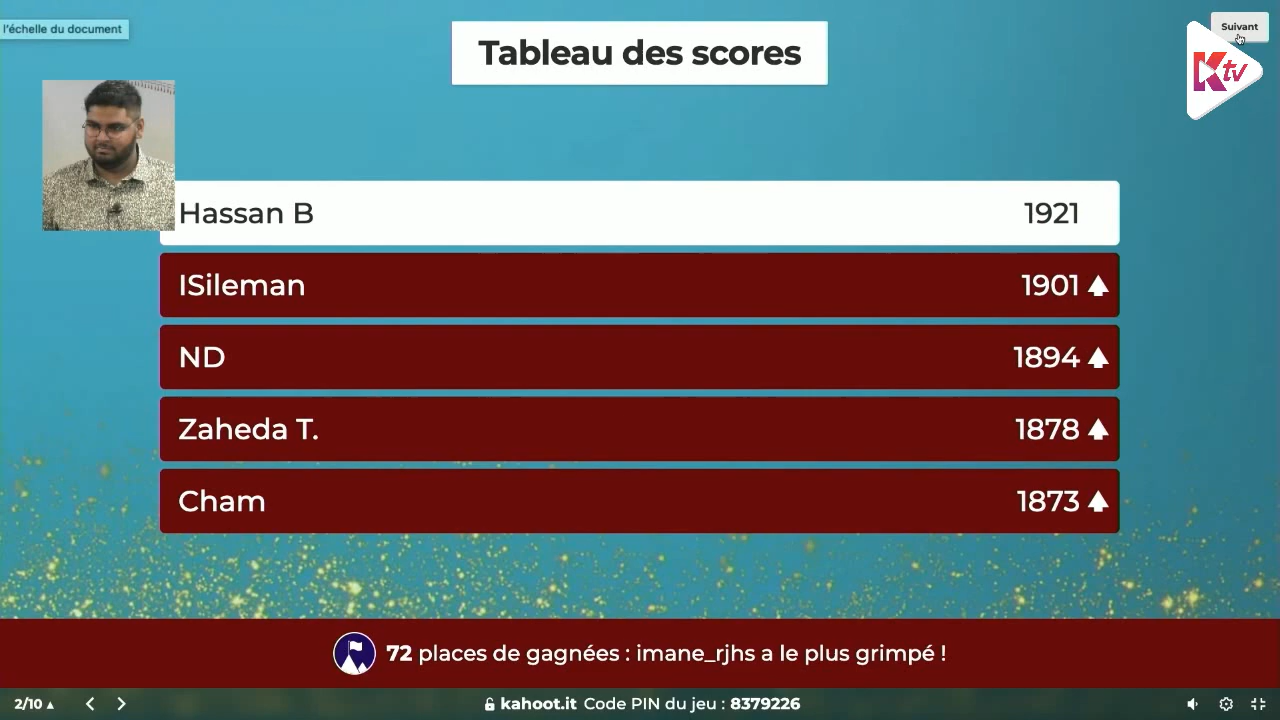 l'échelle du document
Tableau des scores
Suivant
K tv
Hassan B 1921
ISileman 1901
ND 1894
Zaheda T. 1878
Cham 1873
72 places de gagnées : imane_rjhs a le plus grimpé !
2/10 kahoot.it Code PIN du jeu : 8379226